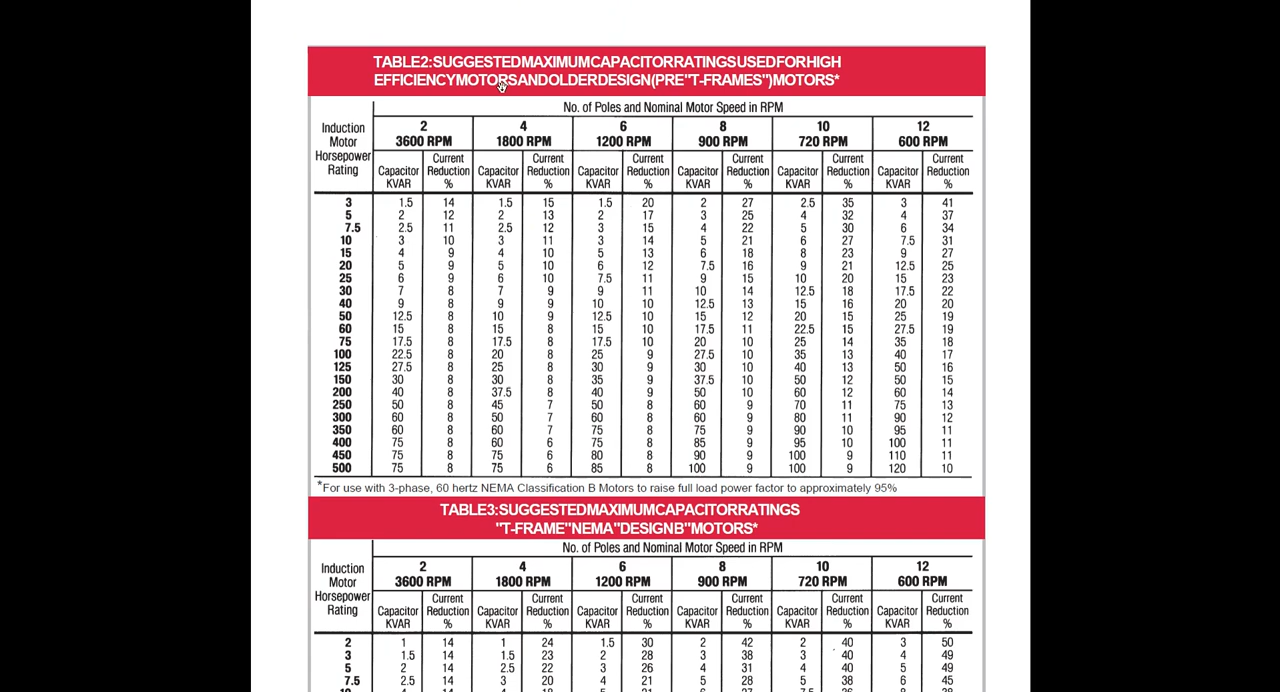 TABLE2:SUGGESTEDMAXIMUMCAPACITORRATINGSUSEDFORHIGH
EFFICIENCYMOTORSANDOLDERDESIGN(PRE"T-FRAMES")MOTORS*
No. of Poles and Nominal Motor Speed in RPM
Induction Motor Horsepower Rating
2 4 6 8 10 12
3600 RPM 1800 RPM 1200 RPM 900 RPM 720 RPM 600 RPM
Capacitor KVAR Current Reduction % Capacitor KVAR Current Reduction % Capacitor KVAR Current Reduction % Capacitor KVAR Current Reduction % Capacitor KVAR Current Reduction % Capacitor KVAR Current Reduction %
3 1.5 14 1.5 15 1.5 20 2 27 2.5 35 3 41
5 2 12 2 13 2 17 3 25 4 32 4 37
7.5 2.5 11 2.5 12 3 15 4 22 5 30 6 34
10 3 10 3 11 3 14 5 21 6 27 7.5 31
15 4 9 4 10 5 13 6 18 8 23 9 27
20 5 9 5 10 6 12 7.5 16 9 21 12.5 25
25 6 9 6 10 7.5 11 9 15 10 20 15 23
30 7 8 7 9 9 11 10 14 12.5 18 17.5 22
40 9 8 9 9 10 10 12.5 13 15 16 20 20
50 12.5 8 10 9 12.5 10 15 12 20 15 25 19
60 15 8 15 8 15 10 17.5 11 22.5 15 27.5 19
75 17.5 8 17.5 8 17.5 10 20 10 25 14 35 18
100 22.5 8 20 8 25 9 27.5 10 35 13 40 17
125 27.5 8 25 8 30 9 30 10 40 13 50 16
150 30 8 30 8 35 9 37.5 10 50 12 50 15
200 40 8 37.5 8 40 9 50 10 60 12 60 14
250 50 8 45 7 50 8 60 9 70 11 75 13
300 60 8 50 7 60 8 60 9 80 11 90 12
350 60 8 60 7 75 8 75 9 90 10 95 11
400 75 8 60 6 75 8 85 9 95 10 100 11
450 75 8 75 6 80 8 90 9 100 9 110 11
500 75 8 75 6 85 8 100 9 100 9 120 10
*For use with 3-phase, 60 hertz NEMA Classification B Motors to raise full load power factor to approximately 95%
TABLE3:SUGGESTEDMAXIMUMCAPACITORRATINGS
"T-FRAME"NEMA"DESIGNB"MOTORS*
No. of Poles and Nominal Motor Speed in RPM
Induction Motor Horsepower Rating
2 4 6 8 10 12
3600 RPM 1800 RPM 1200 RPM 900 RPM 720 RPM 600 RPM
Capacitor KVAR Current Reduction % Capacitor KVAR Current Reduction % Capacitor KVAR Current Reduction % Capacitor KVAR Current Reduction % Capacitor KVAR Current Reduction % Capacitor KVAR Current Reduction %
2 1 14 1 24 1.5 30 2 42 2 40 3 50
3 1.5 14 1.5 23 2 28 3 38 3 40 4 49
5 2 14 2.5 22 3 26 4 31 4 40 5 49
7.5 2.5 14 3 20 4 21 5 28 5 38 6 45